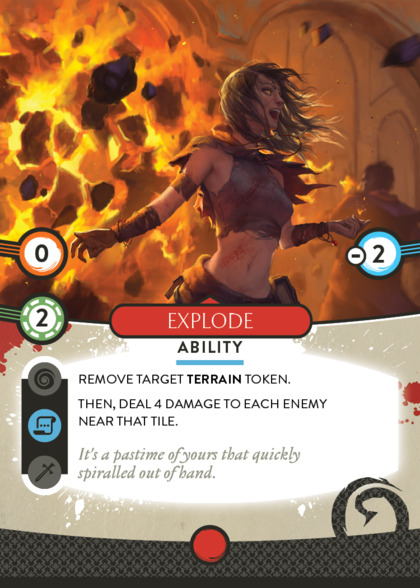 0
-2
2
EXPLODE
ABILITY
REMOVE TARGET TERRAIN TOKEN.
THEN, DEAL 4 DAMAGE TO EACH ENEMY
NEAR THAT TILE.
It's a pastime of yours that quickly
spiralled out of hand.